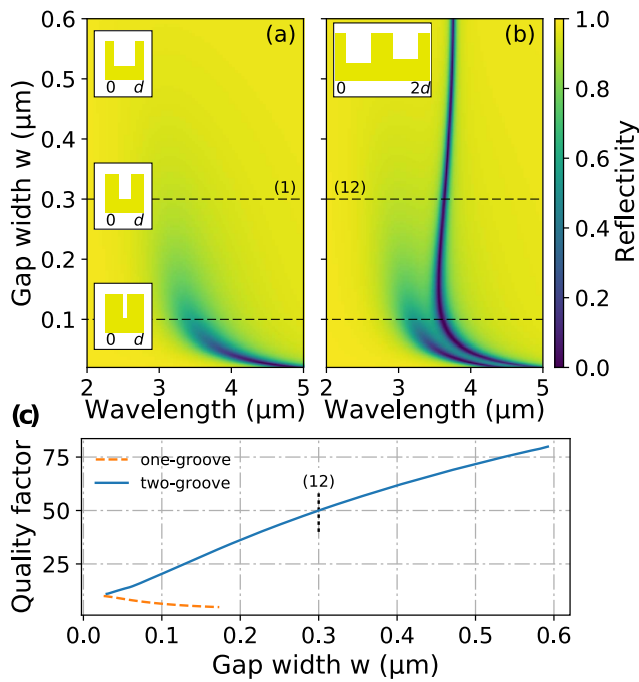 0.6
0.5
0.4
0.3
0.2
0.1
Gap width w (μm)
(a)
0 d
0 d
0 d
(1)
2 3 4 5
Wavelength (μm)
(b)
0 2d
(12)
2 3 4 5
Wavelength (μm)
1.0
0.8
0.6
0.4
0.2
0.0
Reflectivity
(c)
Quality factor
75
50
25
one-groove
two-groove
(12)
0.0 0.1 0.2 0.3 0.4 0.5 0.6
Gap width w (μm)